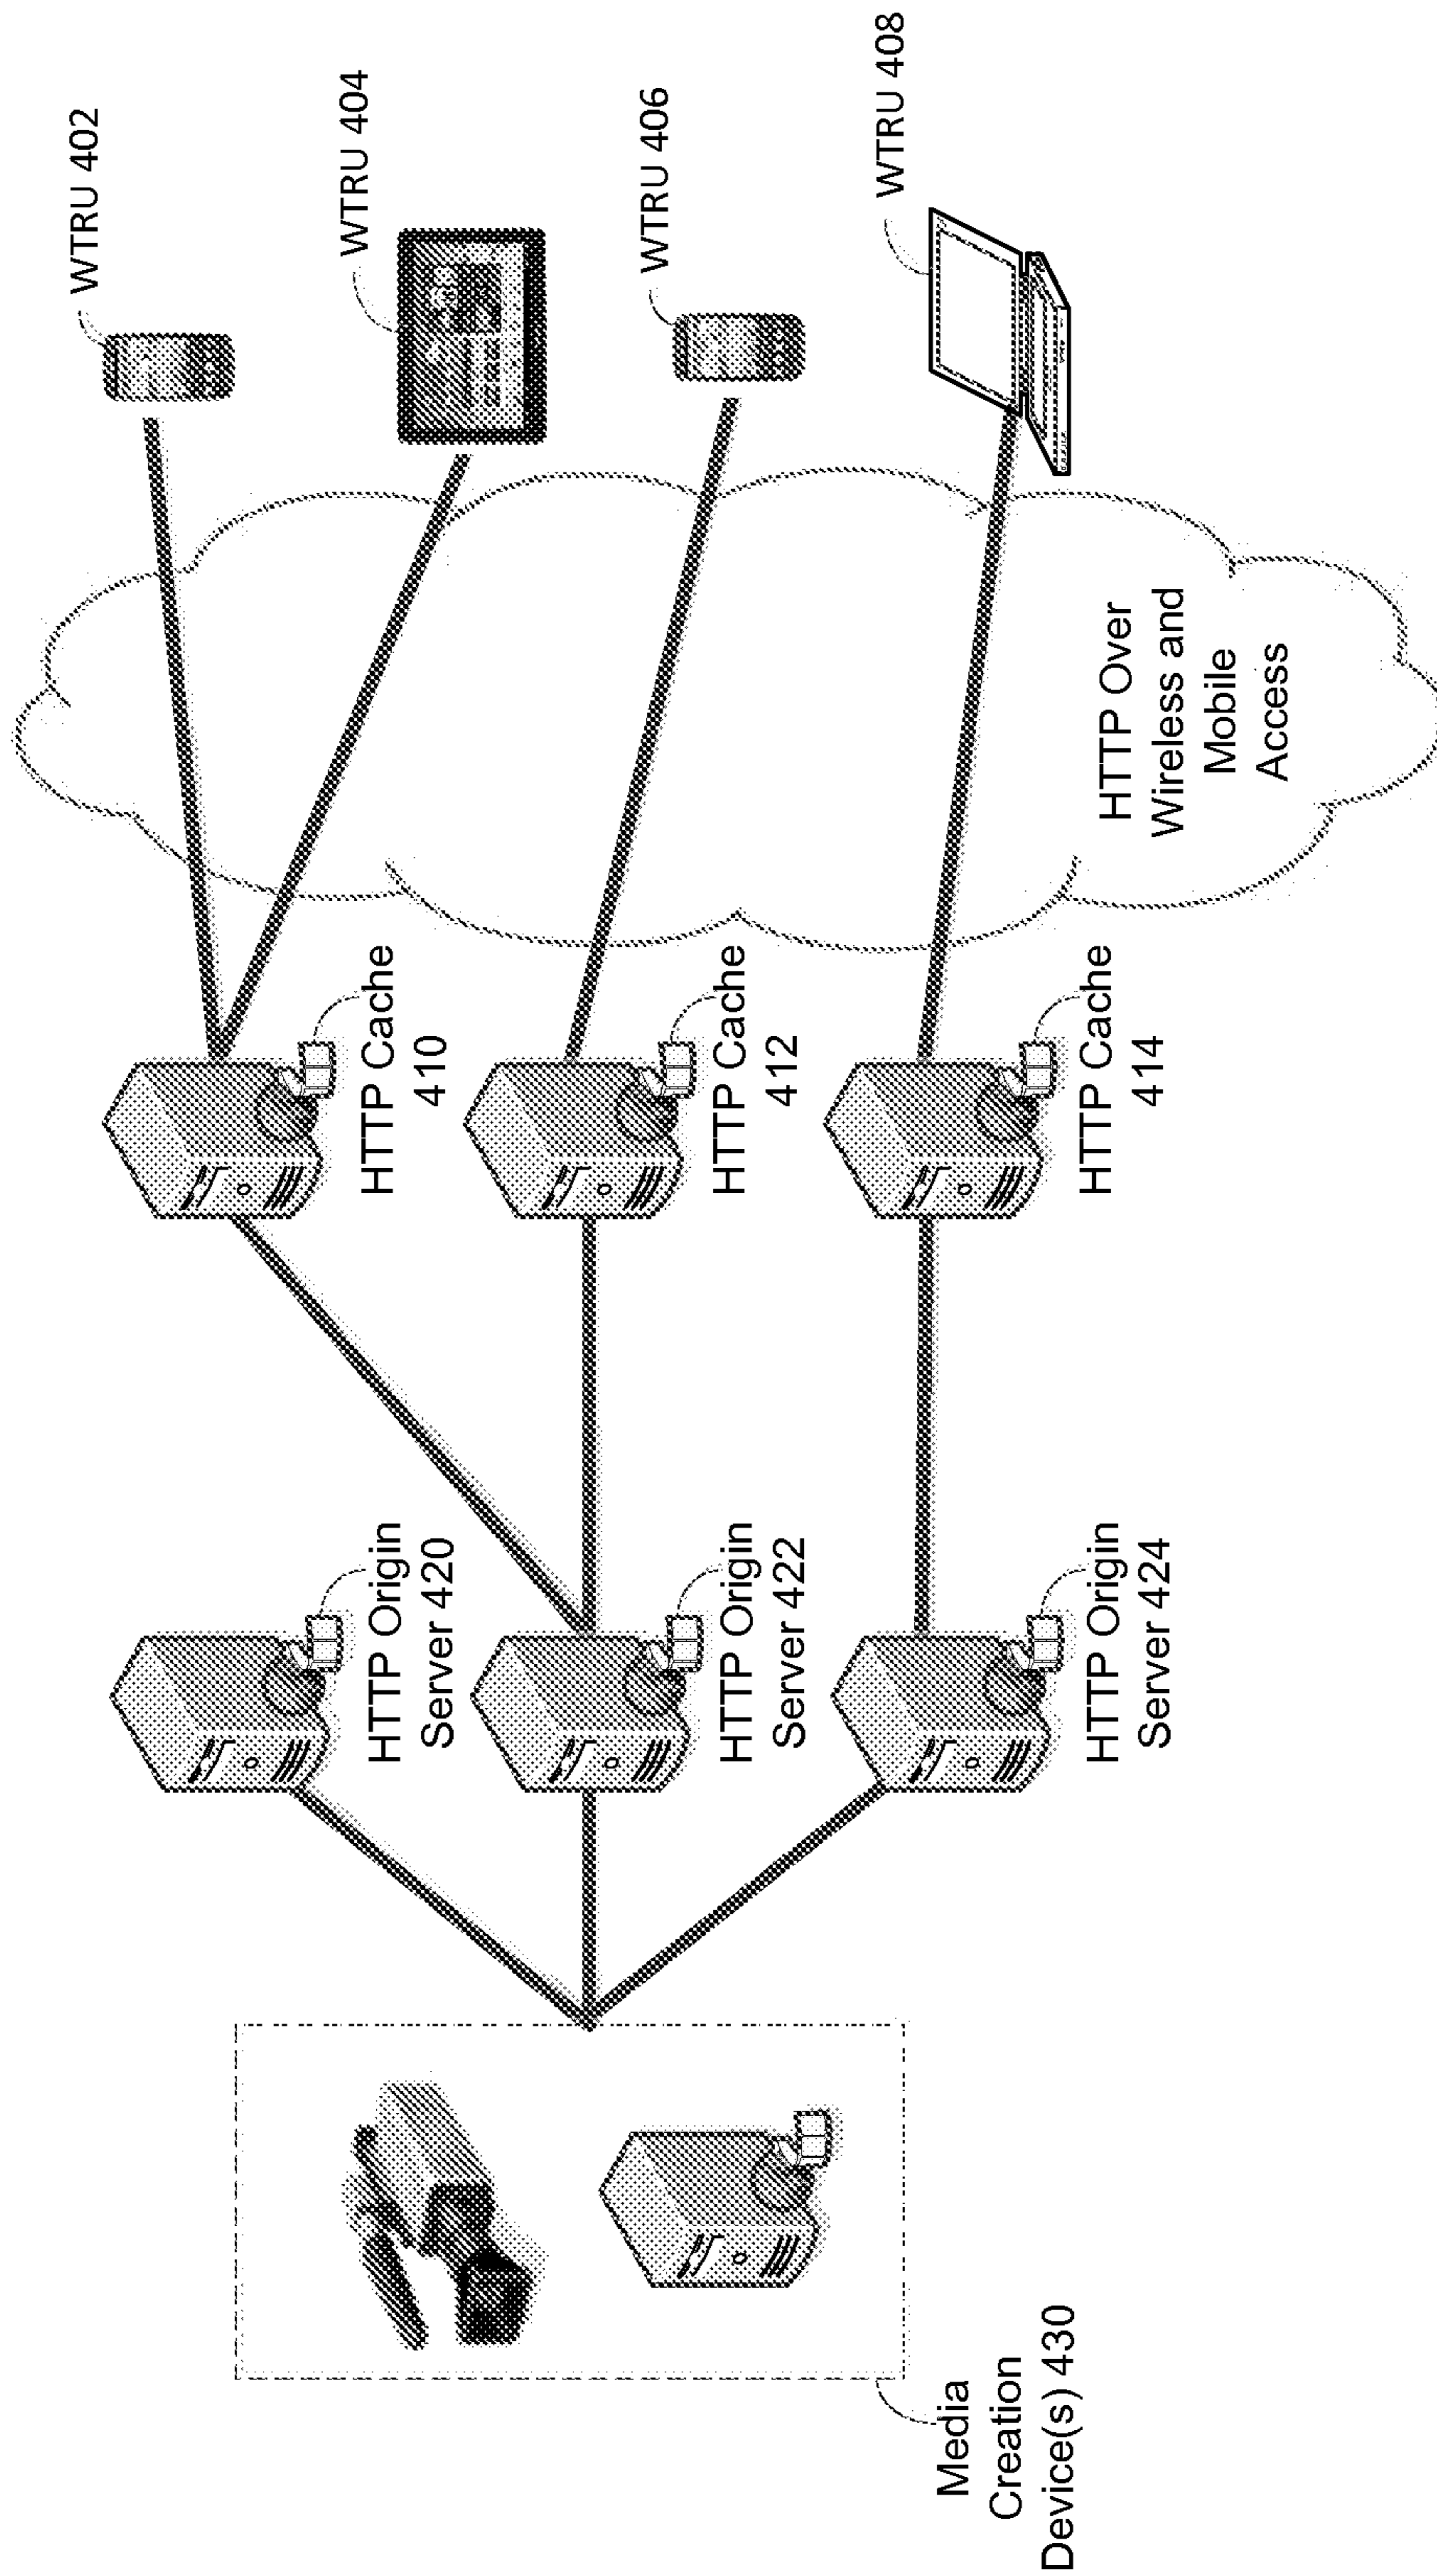 WTRU 402
WTRU 404
WTRU 406
WTRU 408
HTTP Over
Wireless and
Mobile
Access
HTTP Cache
410
HTTP Cache
412
HTTP Cache
414
HTTP Origin
Server 420
HTTP Origin
Server 422
HTTP Origin
Server 424
Media
Creation
Device(s) 430